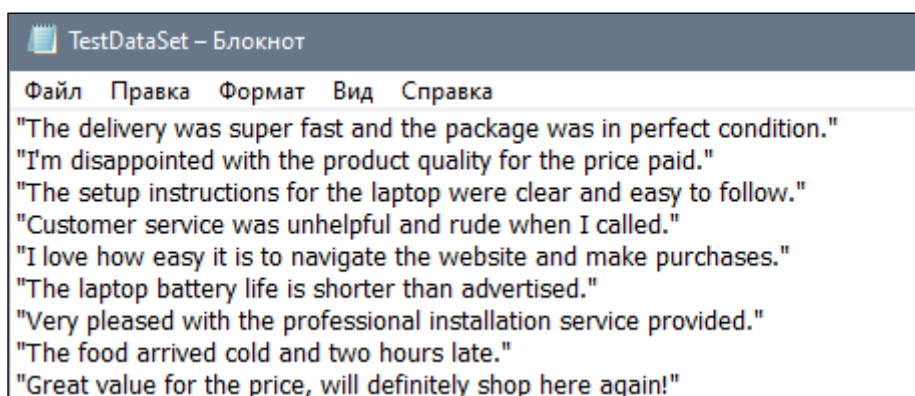 TestDataSet – Блокнот
Файл Правка Формат Вид Справка
"The delivery was super fast and the package was in perfect condition."
"I'm disappointed with the product quality for the price paid."
"The setup instructions for the laptop were clear and easy to follow."
"Customer service was unhelpful and rude when I called."
"I love how easy it is to navigate the website and make purchases."
"The laptop battery life is shorter than advertised."
"Very pleased with the professional installation service provided."
"The food arrived cold and two hours late."
"Great value for the price, will definitely shop here again!"